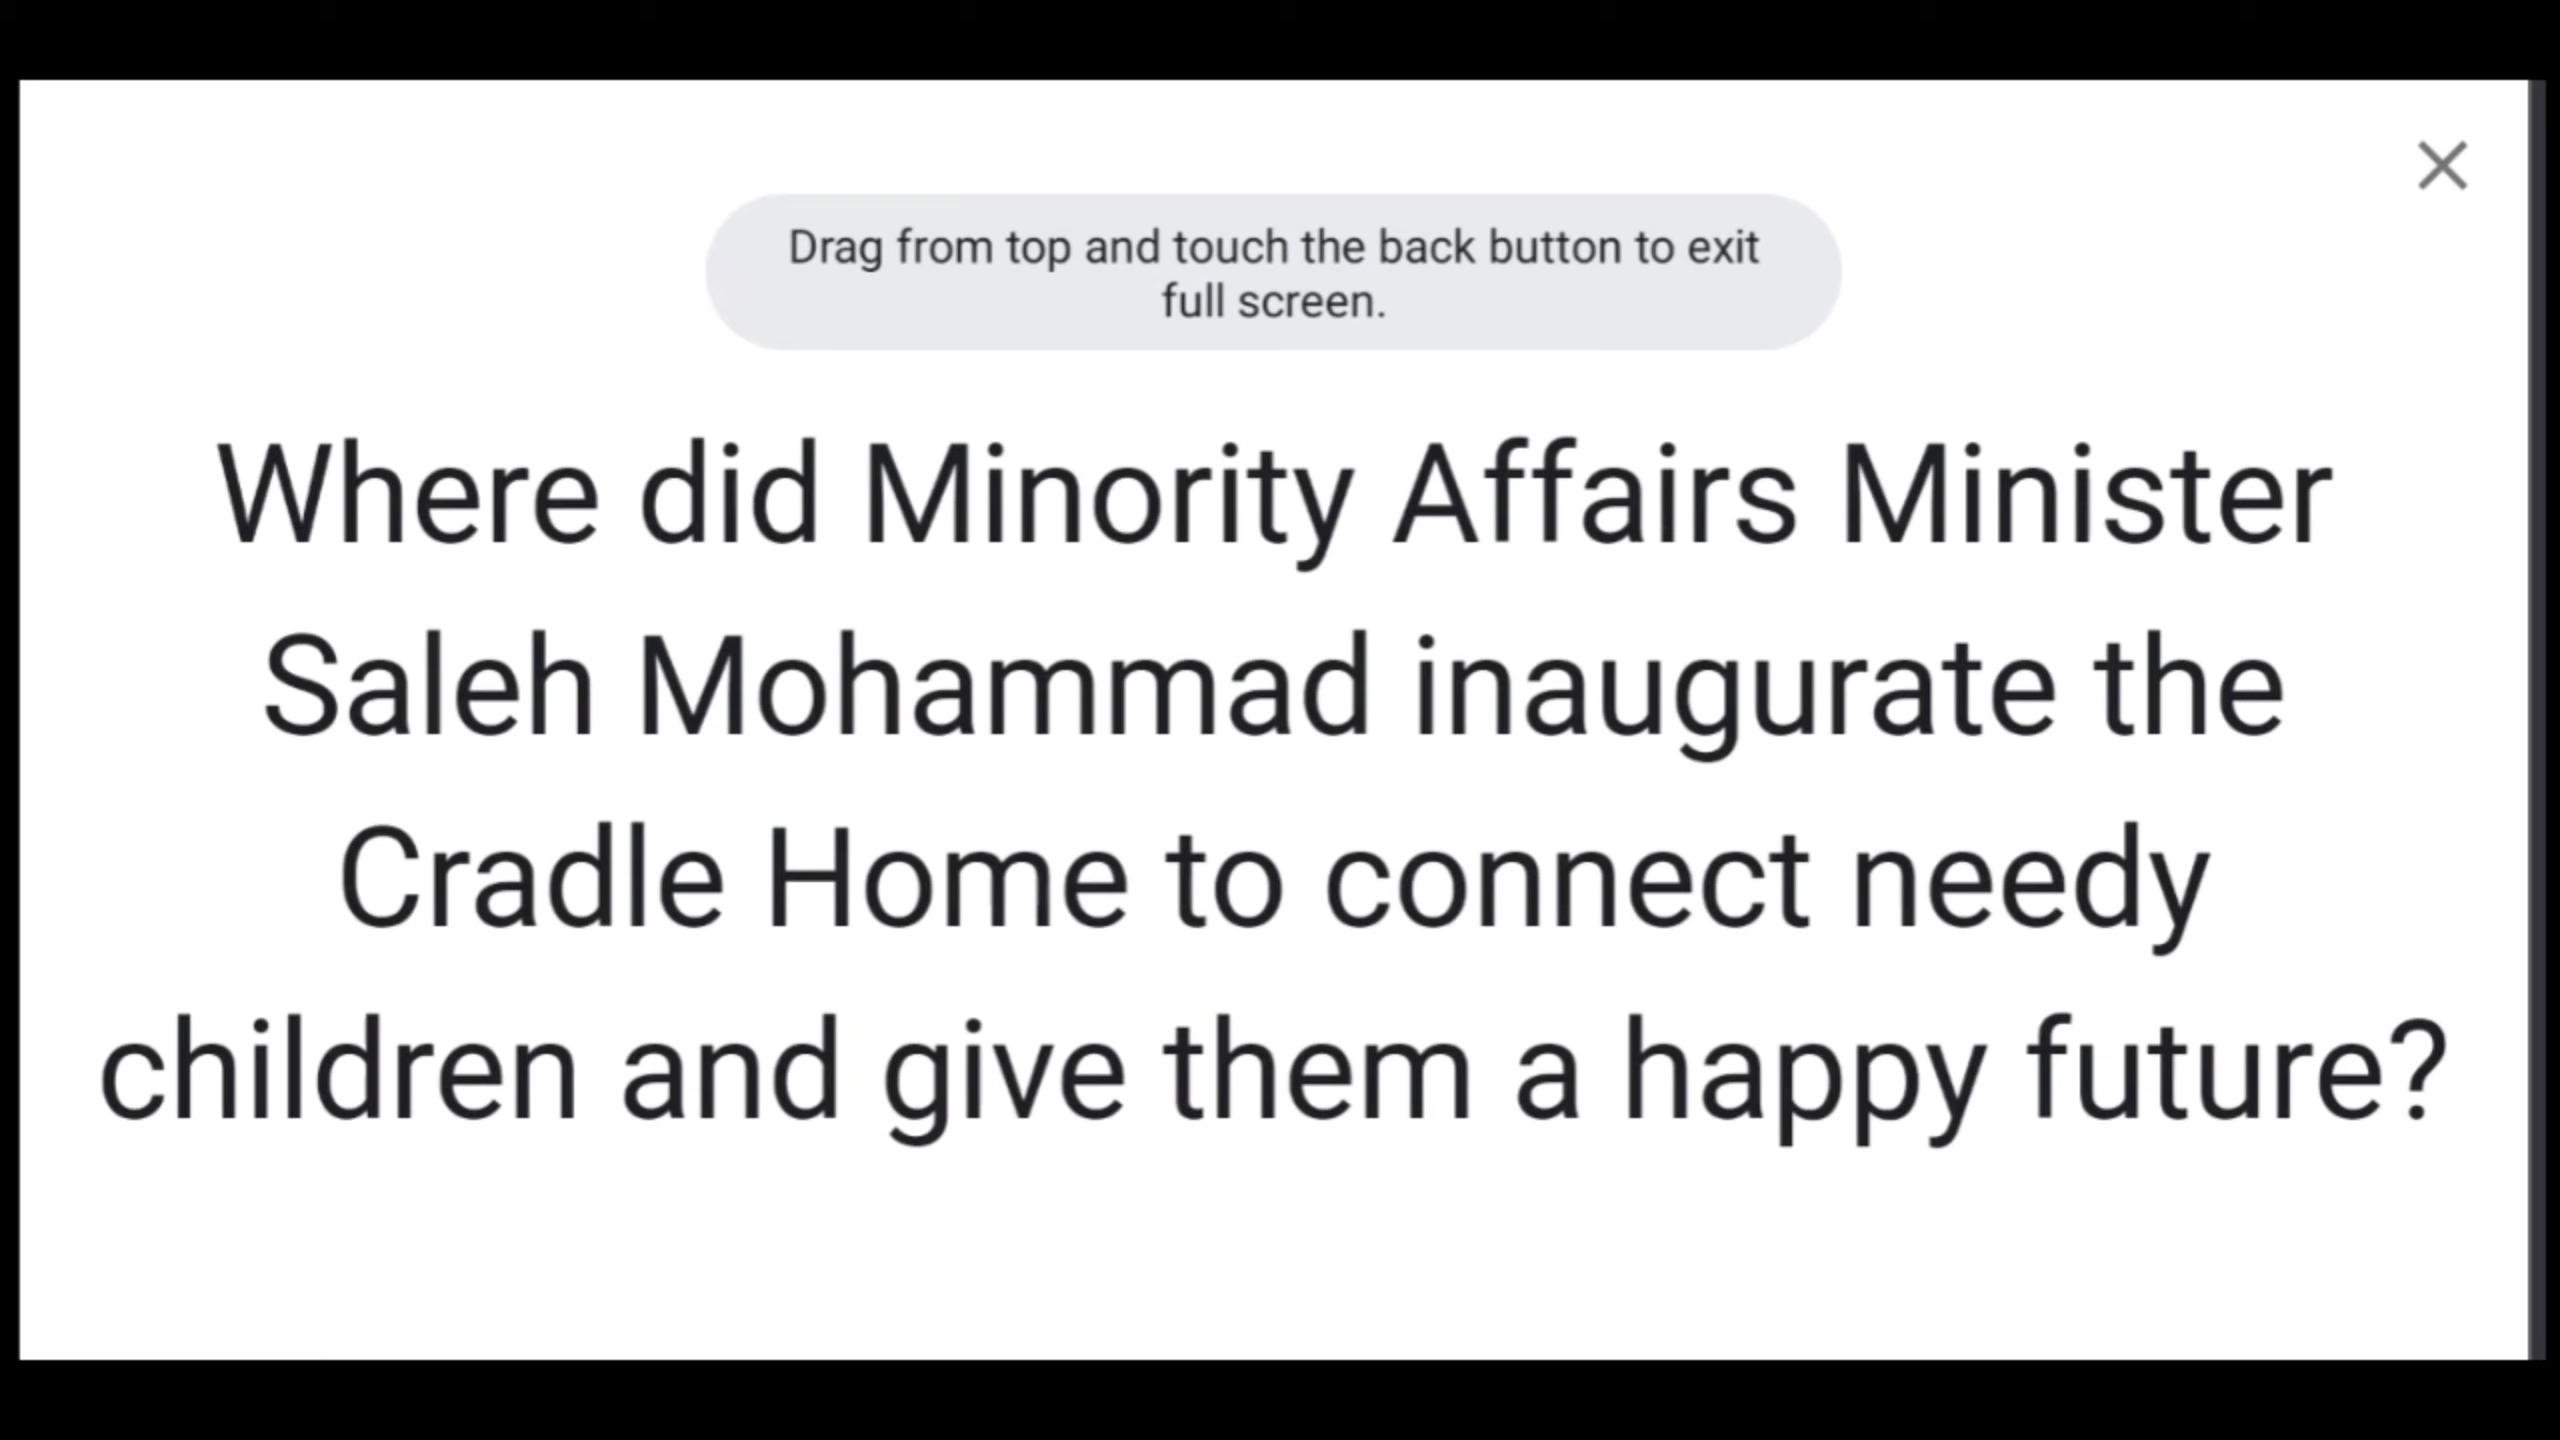 Drag from top and touch the back button to exit
full screen.
Where did Minority Affairs Minister
Saleh Mohammad inaugurate the
Cradle Home to connect needy
children and give them a happy future?